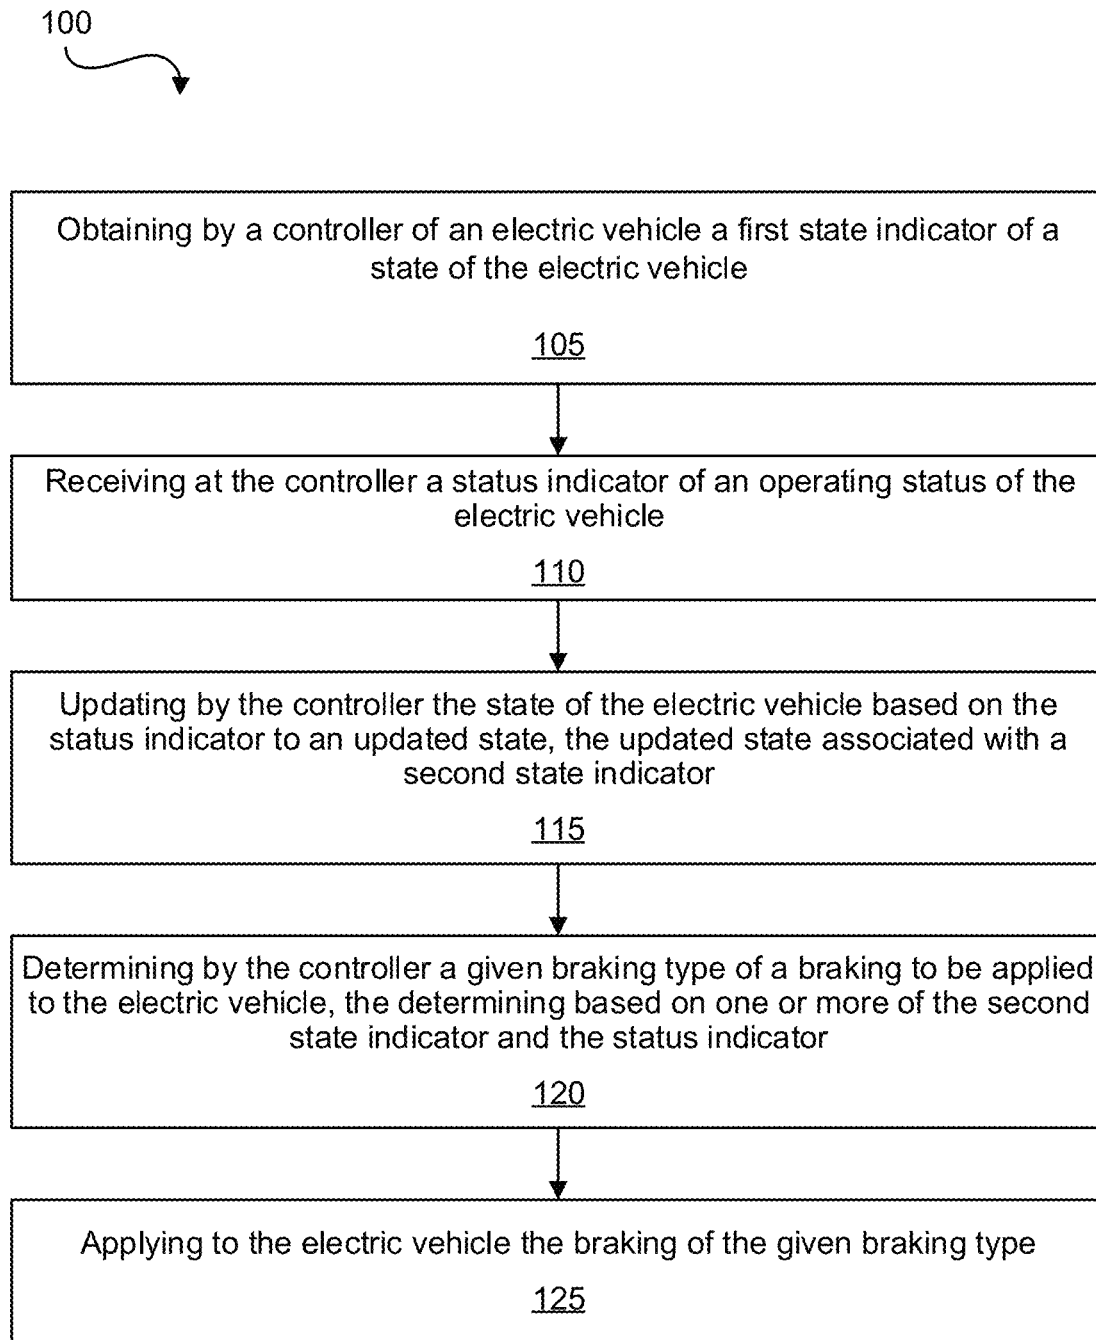 100
Obtaining by a controller of an electric vehicle a first state indicator of a
state of the electric vehicle
105
Receiving at the controller a status indicator of an operating status of the
electric vehicle
110
Updating by the controller the state of the electric vehicle based on the
status indicator to an updated state, the updated state associated with a
second state indicator
115
Determining by the controller a given braking type of a braking to be applied
to the electric vehicle, the determining based on one or more of the second
state indicator and the status indicator
120
Applying to the electric vehicle the braking of the given braking type
125